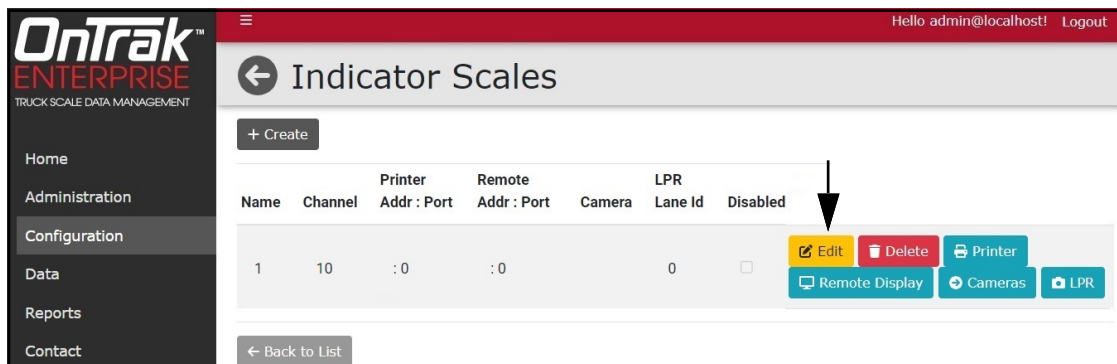 OnTrak™
ENTERPRISE
TRUCK SCALE DATA MANAGEMENT
Home
Administration
Configuration
Data
Reports
Contact
Hello admin@localhost! Logout
Indicator Scales
+ Create
Name Channel Printer Addr : Port Remote Addr : Port Camera LPR Lane Id Disabled
1 10 : 0 : 0 0
Edit Delete Printer
Remote Display Cameras LPR
← Back to List